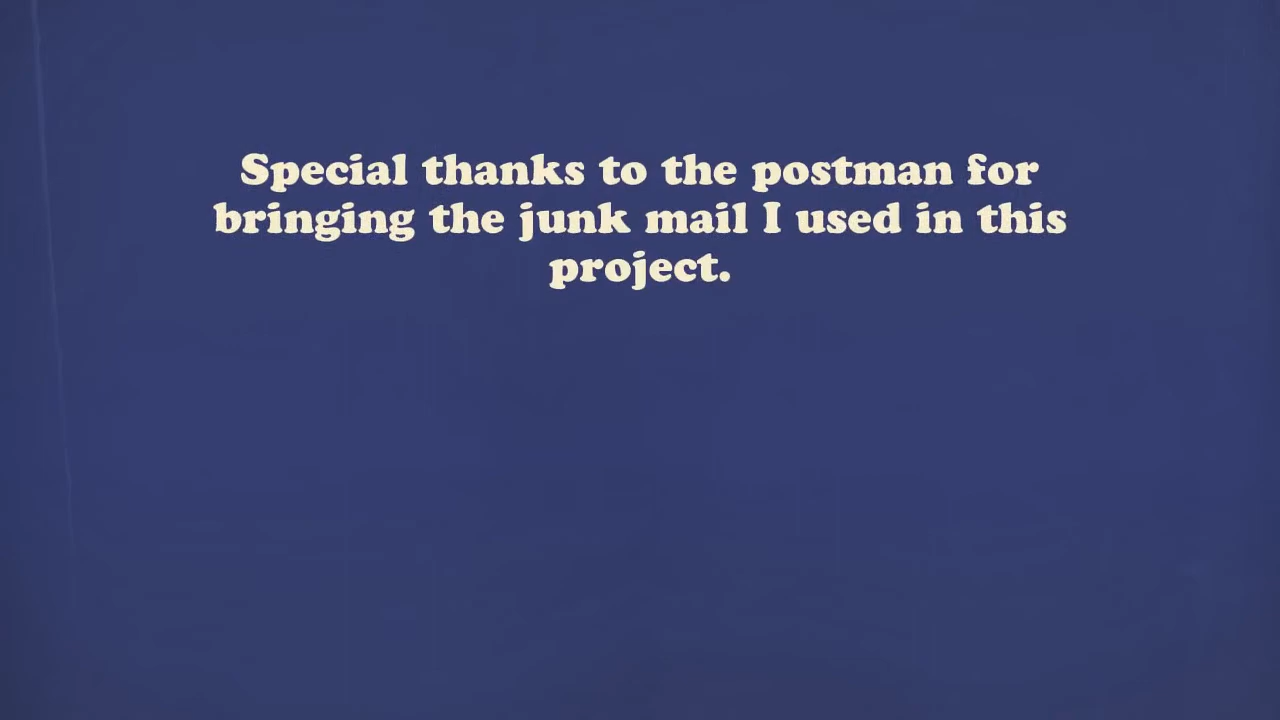 Special thanks to the postman for
bringing the junk mail I used in this
project.